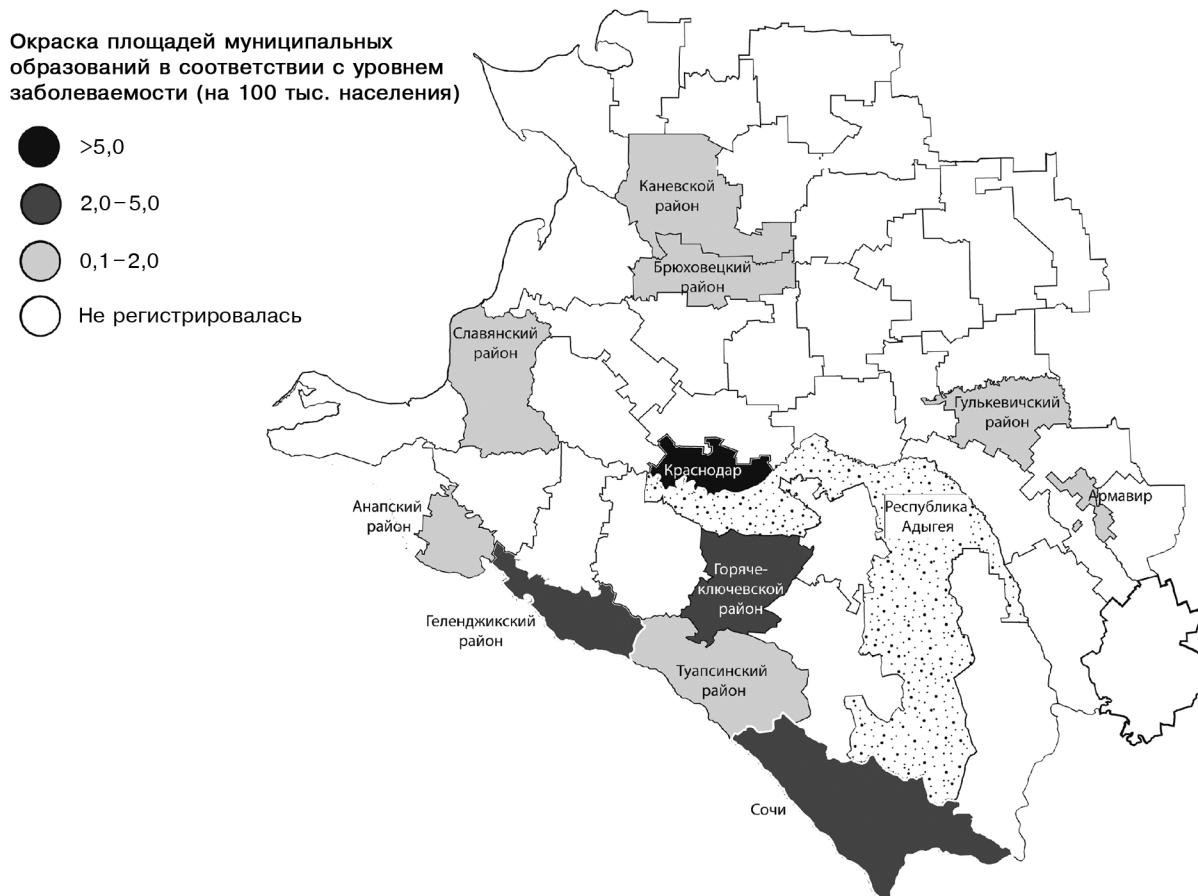 Окраска площадей муниципальных
образований в соответствии с уровнем
заболеваемости (на 100 тыс. населения)
>5,0
2,0–5,0
0,1–2,0
Не регистрировалась
Каневской
район
Брюховецкий
район
Славянский
район
Гулькевичский
район
Краснодар
Армавир
Анапский
район
Республика
Адыгея
Горяче-
ключевской
район
Геленджикский
район
Туапсинский
район
Сочи